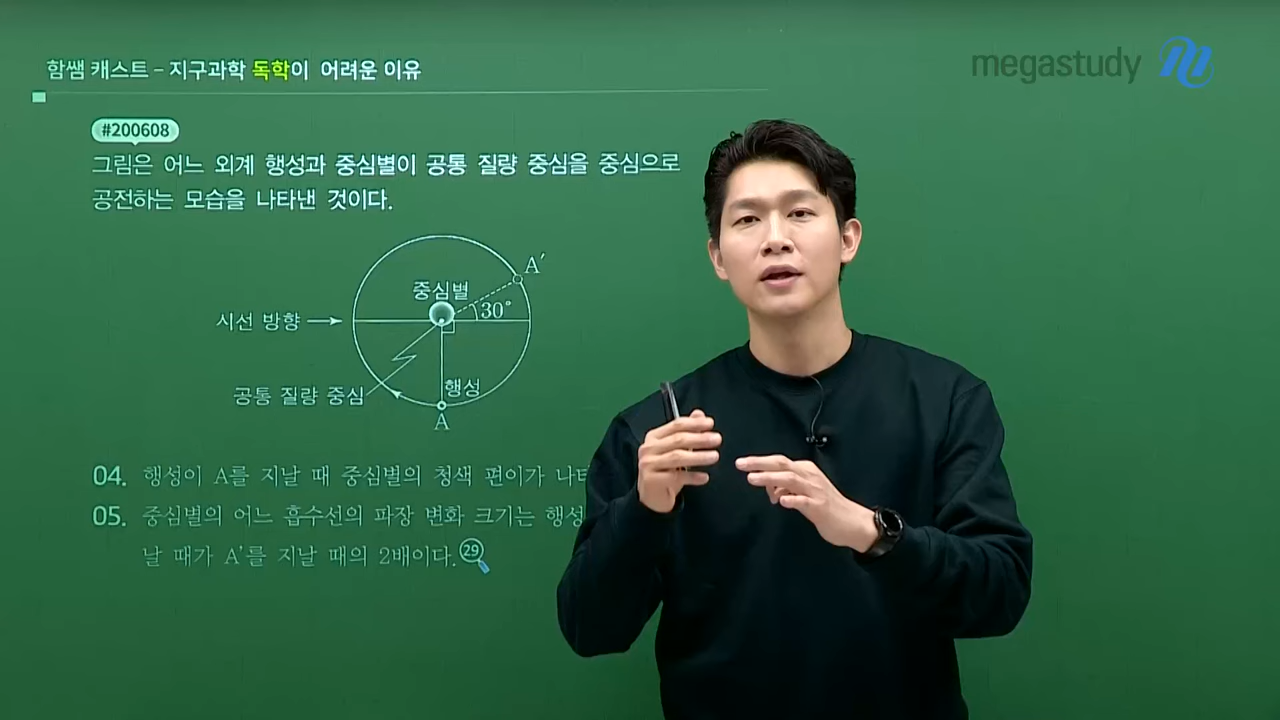 함쌤 캐스트 – 지구과학 독학이 어려운 이유
megastudy
#200608
그림은 어느 외계 행성과 중심별이 공통 질량 중심을 중심으로
공전하는 모습을 나타낸 것이다.
A′
중심별
30°
시선 방향
행성
공통 질량 중심
A
04. 행성이 A를 지날 때 중심별의 청색 편이가
05. 중심별의 어느 흡수선의 파장 변화 크기는 행성
날 때가 A'를 지날 때의 2배이다. 29